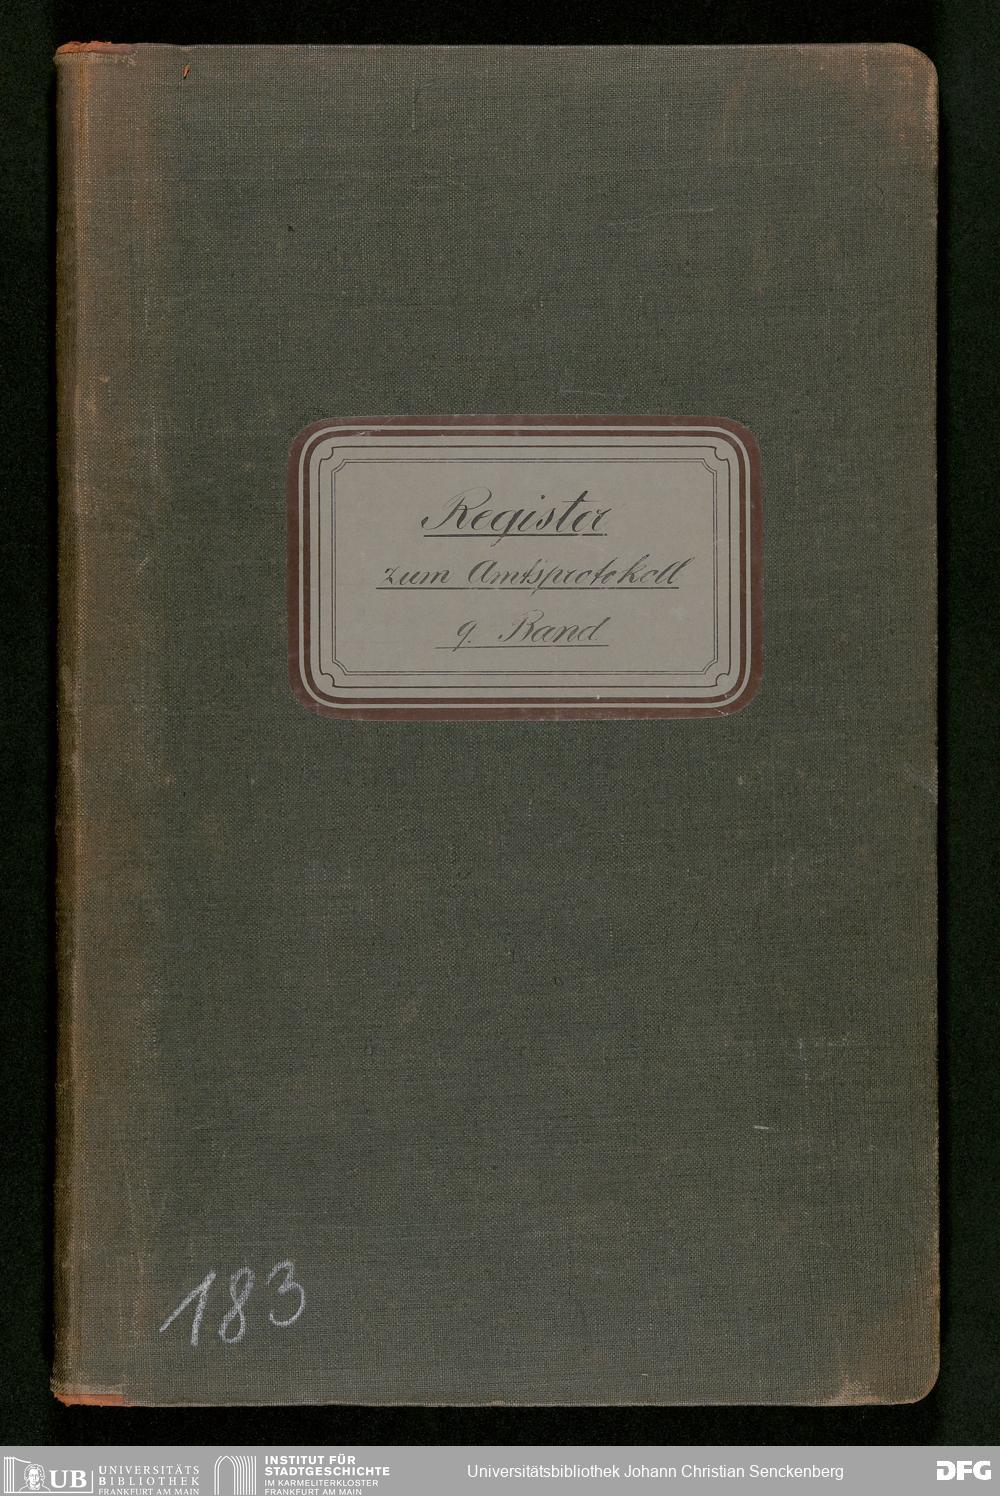 Register
zum Amtsprotokoll
9. Band
183
UB
UNIVERSITÄTS
BIBLIOTHEK
FRANKFURT AM MAIN
INSTITUT FÜR
STADTGESCHICHTE
IM KARMELITERKLOSTER
FRANKFURT AM MAIN
Universitätsbibliothek Johann Christian Senckenberg
DFG